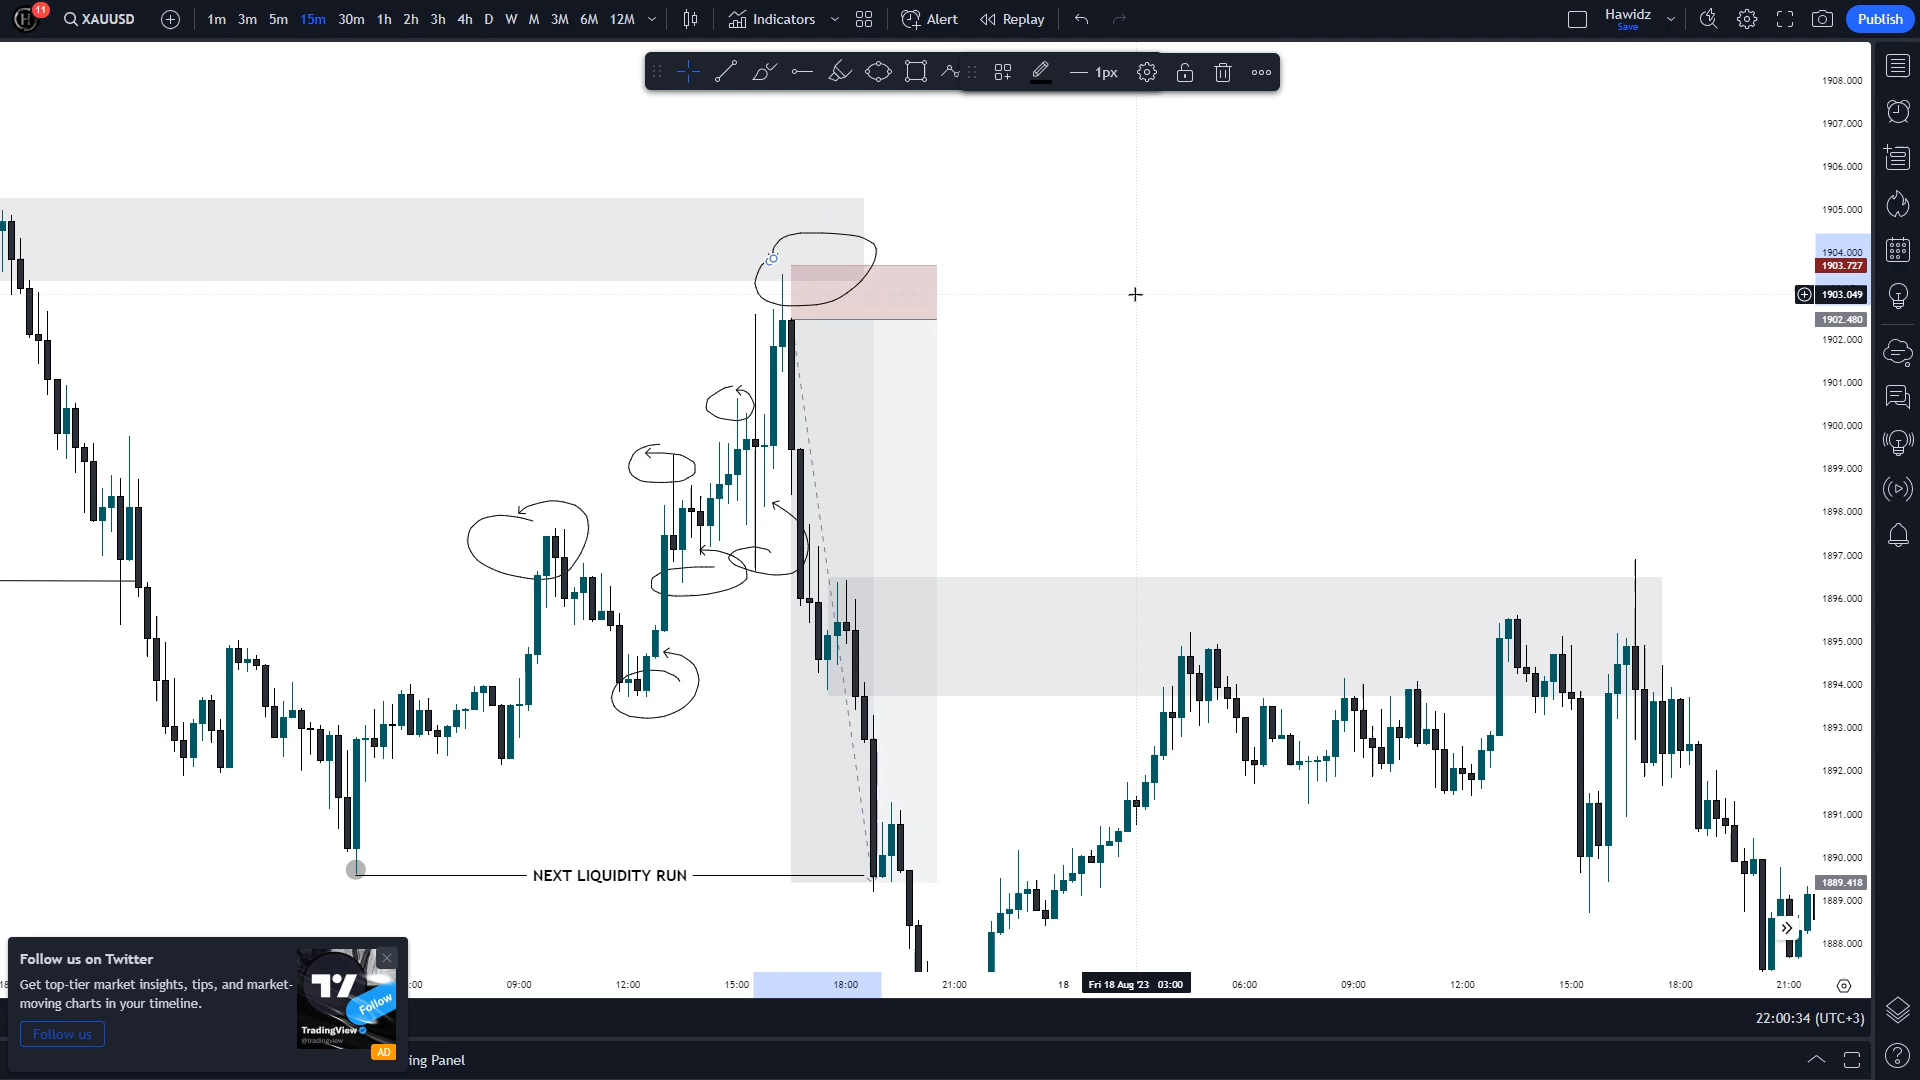 H 11 XAUUSD 1m 3m 5m 15m 30m 1h 2h 3h 4h D W M 3M 6M 12M Indicators Alert Replay Hawidz Save Publish
1px
1908.000
1907.000
1906.000
1905.000
1904.000
1903.727
1903.049
1902.480
1902.000
1901.000
1900.000
1899.000
1898.000
1897.000
1896.000
1895.000
1894.000
1893.000
1892.000
1891.000
1890.000
NEXT LIQUIDITY RUN
1889.418
1889.000
1888.000
Follow us on Twitter
Get top-tier market insights, tips, and market-
moving charts in your timeline.
Follow us
Follow
TradingView
@tradingview
AD
:00 09:00 12:00 15:00 18:00 21:00 18 Fri 18 Aug '23 03:00 06:00 09:00 12:00 15:00 18:00 21:00
22:00:34 (UTC+3)
ing Panel